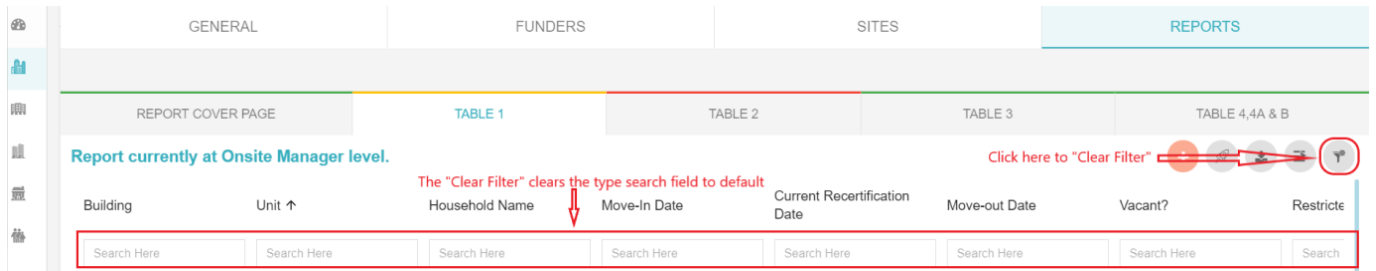 GENERAL FUNDERS SITES REPORTS
REPORT COVER PAGE TABLE 1 TABLE 2 TABLE 3 TABLE 4,4A & B
Report currently at Onsite Manager level. Click here to "Clear Filter"
The "Clear Filter" clears the type search field to default
Building Unit ↑ Household Name Move-In Date Current Recertification Date Move-out Date Vacant? Restricte
Search Here Search Here Search Here Search Here Search Here Search Here Search Here Search